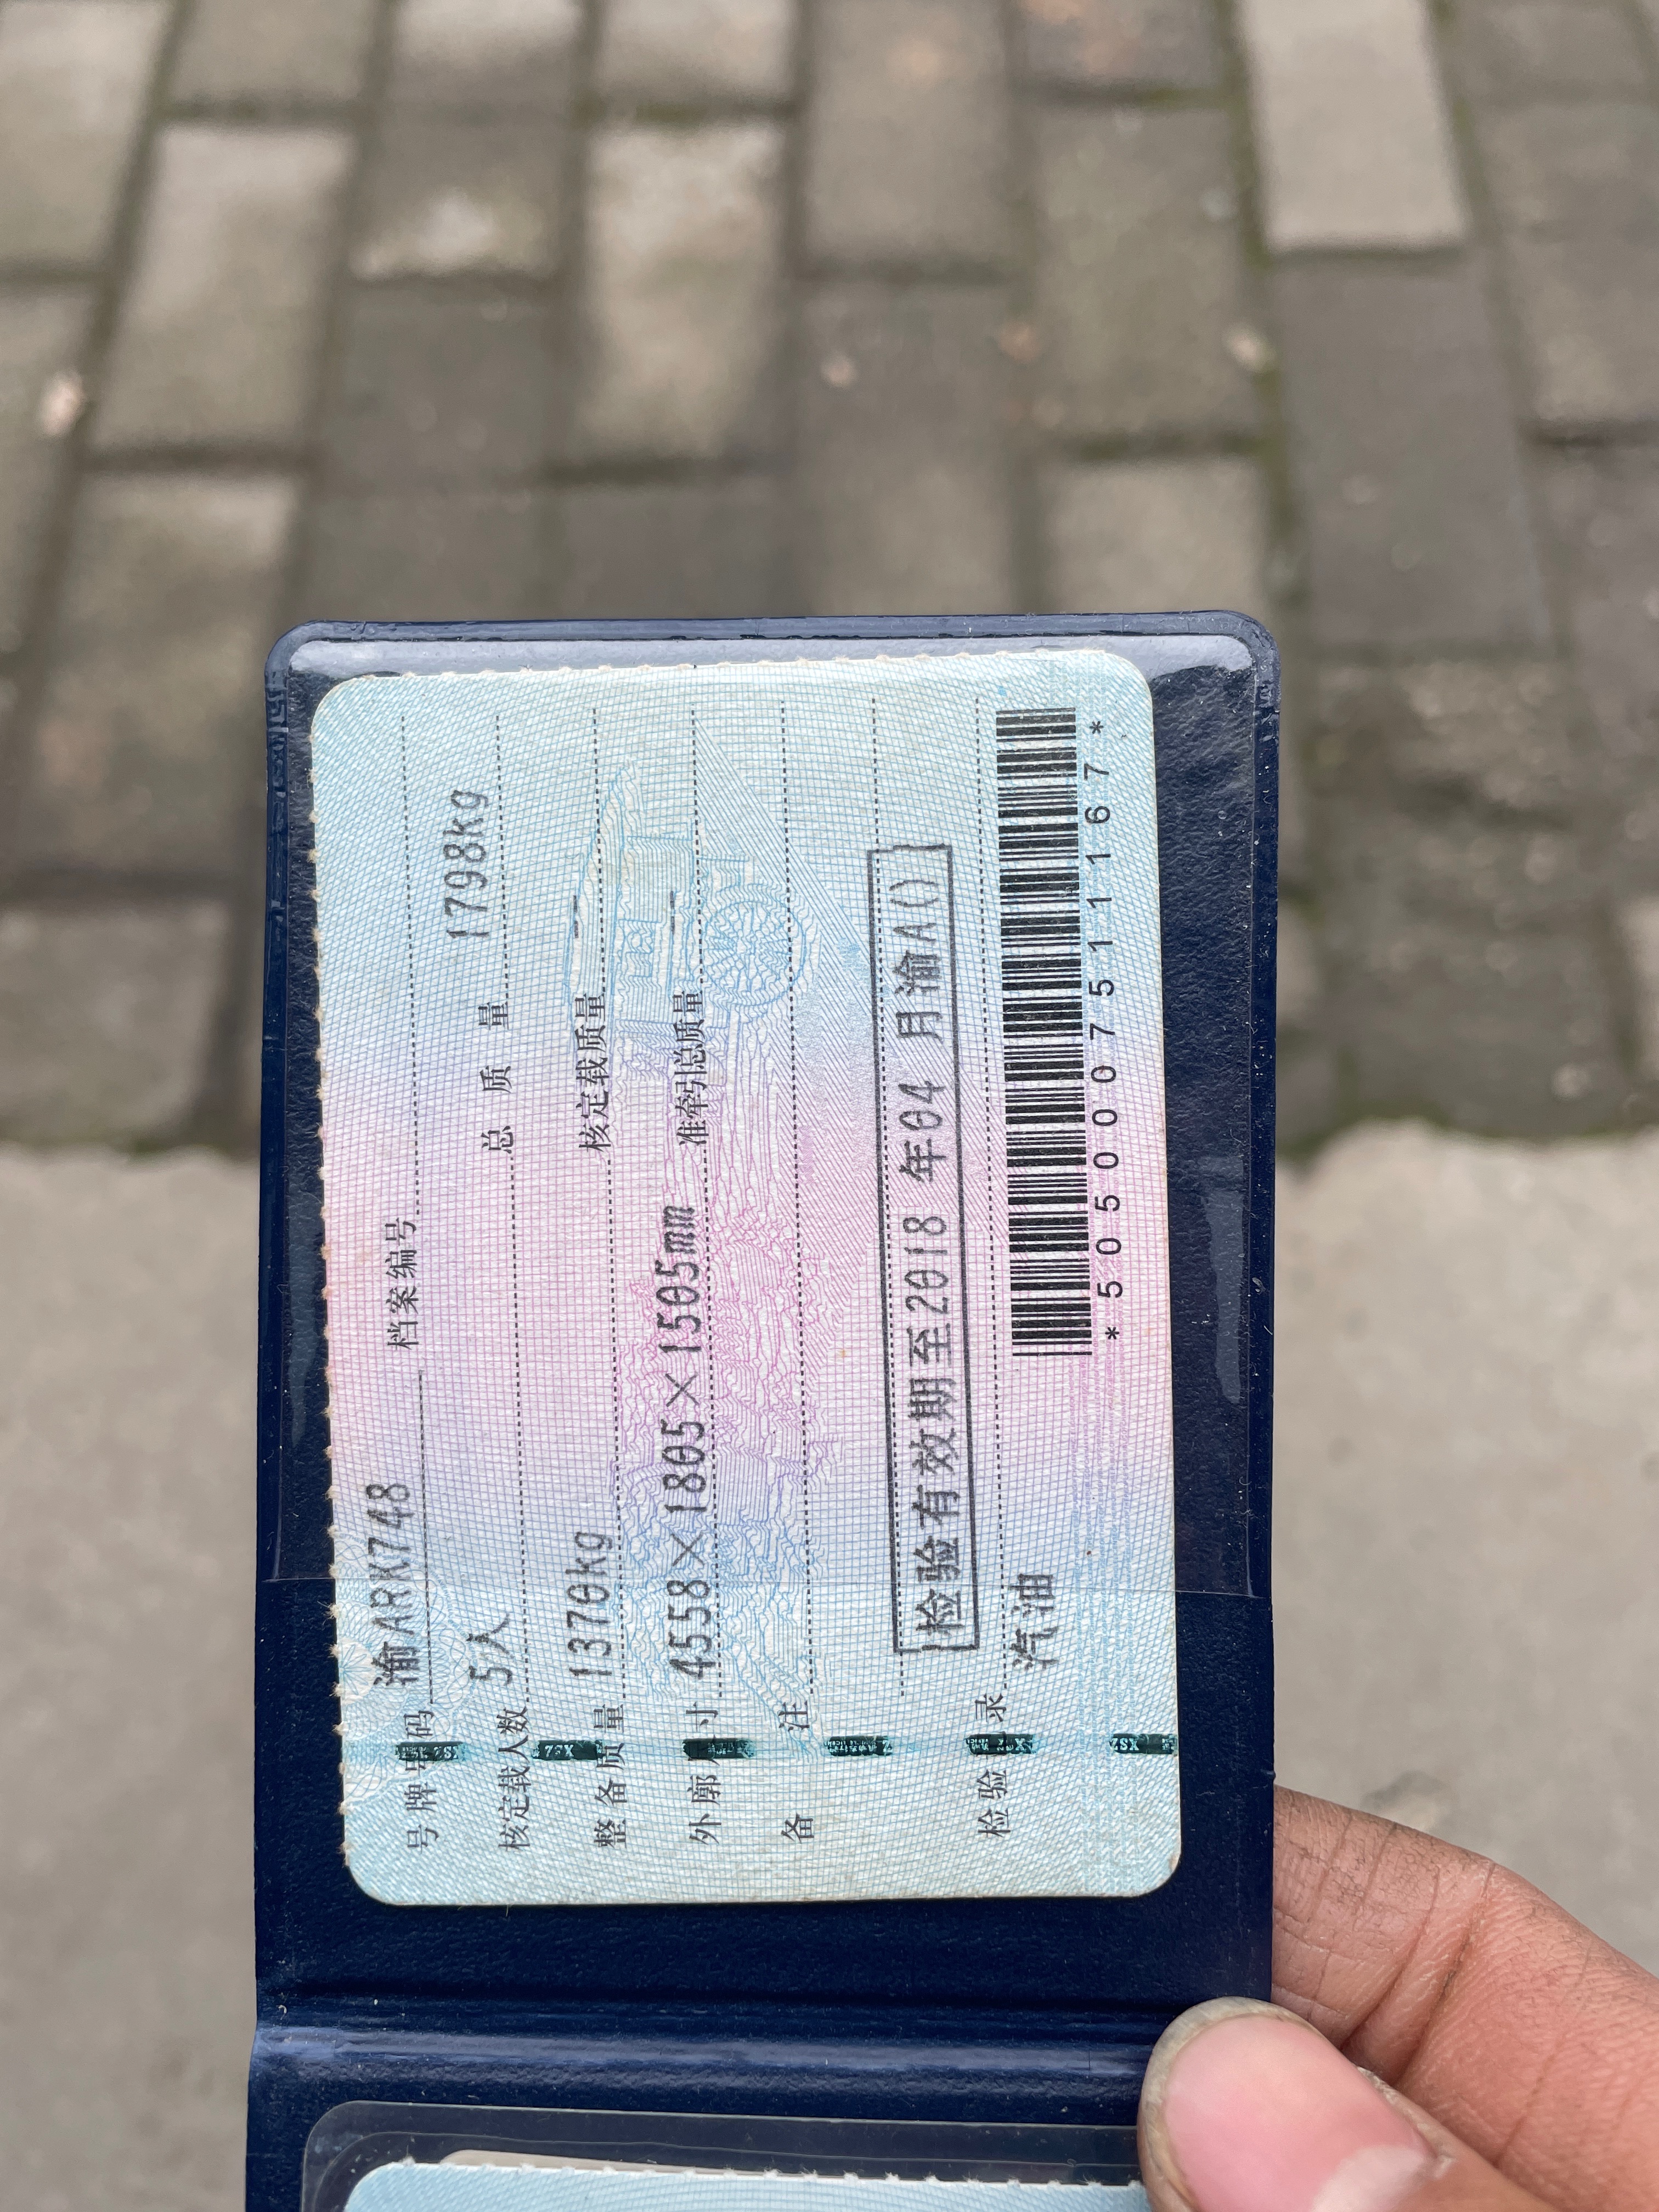 号牌号码 渝ARK748 档案编号
核定载人数 5人 总质量 1798kg
整备质量 1370kg 核定载质量 --
外廓尺寸 4558×1805×1505mm 准牵引总质量 --
备注
检验有效期至2018年04月渝A()
检验记录
汽油
*5050007511167*